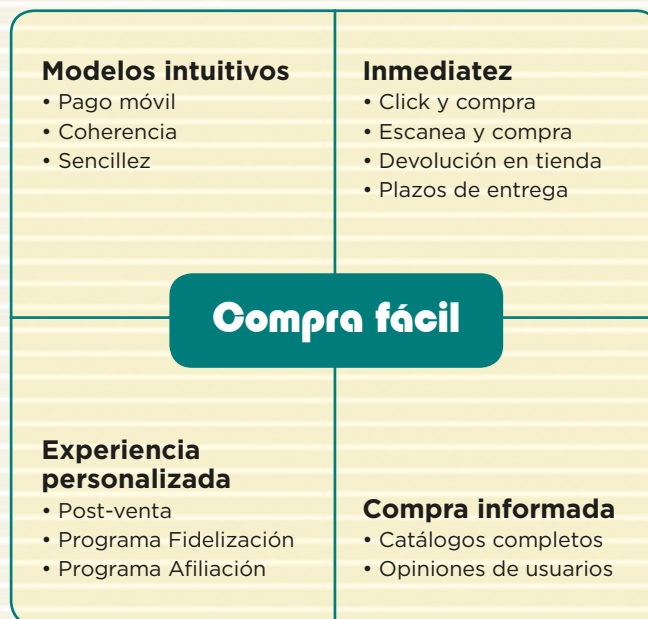 Modelos intuitivos
• Pago móvil
• Coherencia
• Sencillez
Inmediatez
• Click y compra
• Escanea y compra
• Devolución en tienda
• Plazos de entrega
Compra fácil
Experiencia
personalizada
• Post-venta
• Programa Fidelización
• Programa Afiliación
Compra informada
• Catálogos completos
• Opiniones de usuarios